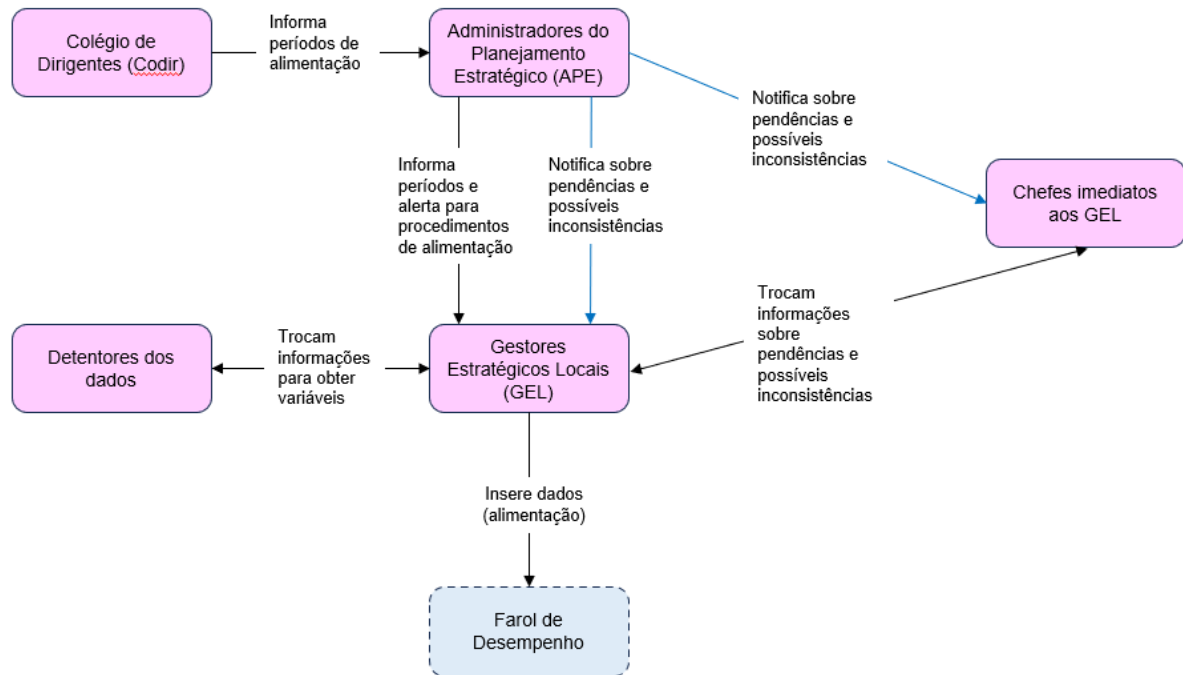 Colégio de
Dirigentes (Codir)
Informa
períodos de
alimentação
Administradores do
Planejamento
Estratégico (APE)
Notifica sobre
pendências e
possíveis
inconsistências
Informa
períodos e
alerta para
procedimentos
de alimentação
Notifica sobre
pendências e
possíveis
inconsistências
Chefes imediatos
aos GEL
Trocam
informações
sobre
pendências e
possíveis
inconsistências
Detentores dos
dados
Trocam
informações
para obter
variáveis
Gestores
Estratégicos Locais
(GEL)
Insere dados
(alimentação)
Farol de
Desempenho